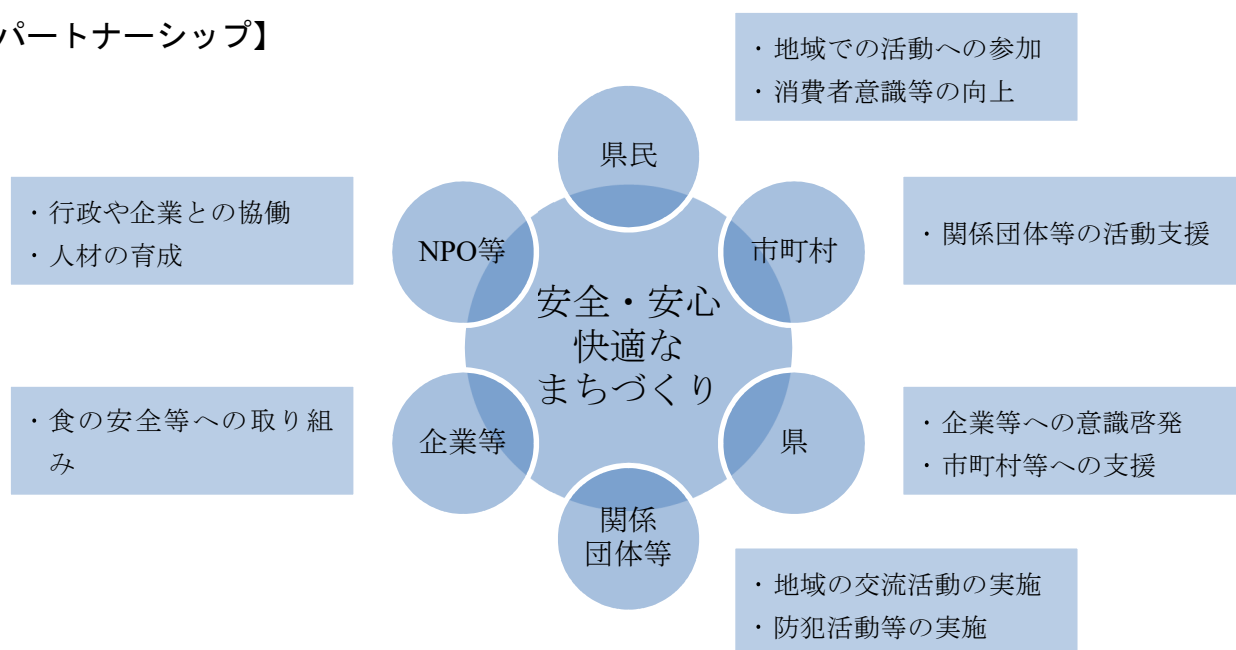 パートナーシップ】
・地域での活動への参加
・消費者意識等の向上
県民
・行政や企業との協働
・人材の育成
NPO等
市町村
・関係団体等の活動支援
安全・安心
快適な
まちづくり
・食の安全等への取り組
み
企業等
県
・企業等への意識啓発
・市町村等への支援
関係
団体等
・地域の交流活動の実施
・防犯活動等の実施